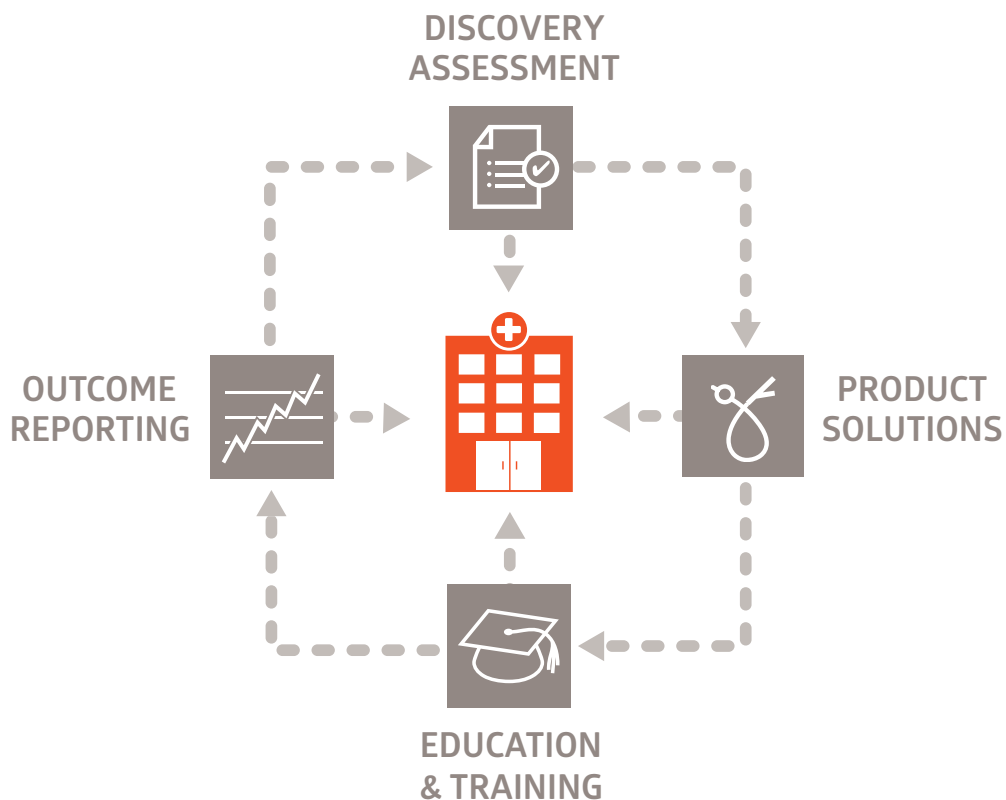 DISCOVERY
ASSESSMENT
OUTCOME
REPORTING
PRODUCT
SOLUTIONS
EDUCATION
& TRAINING